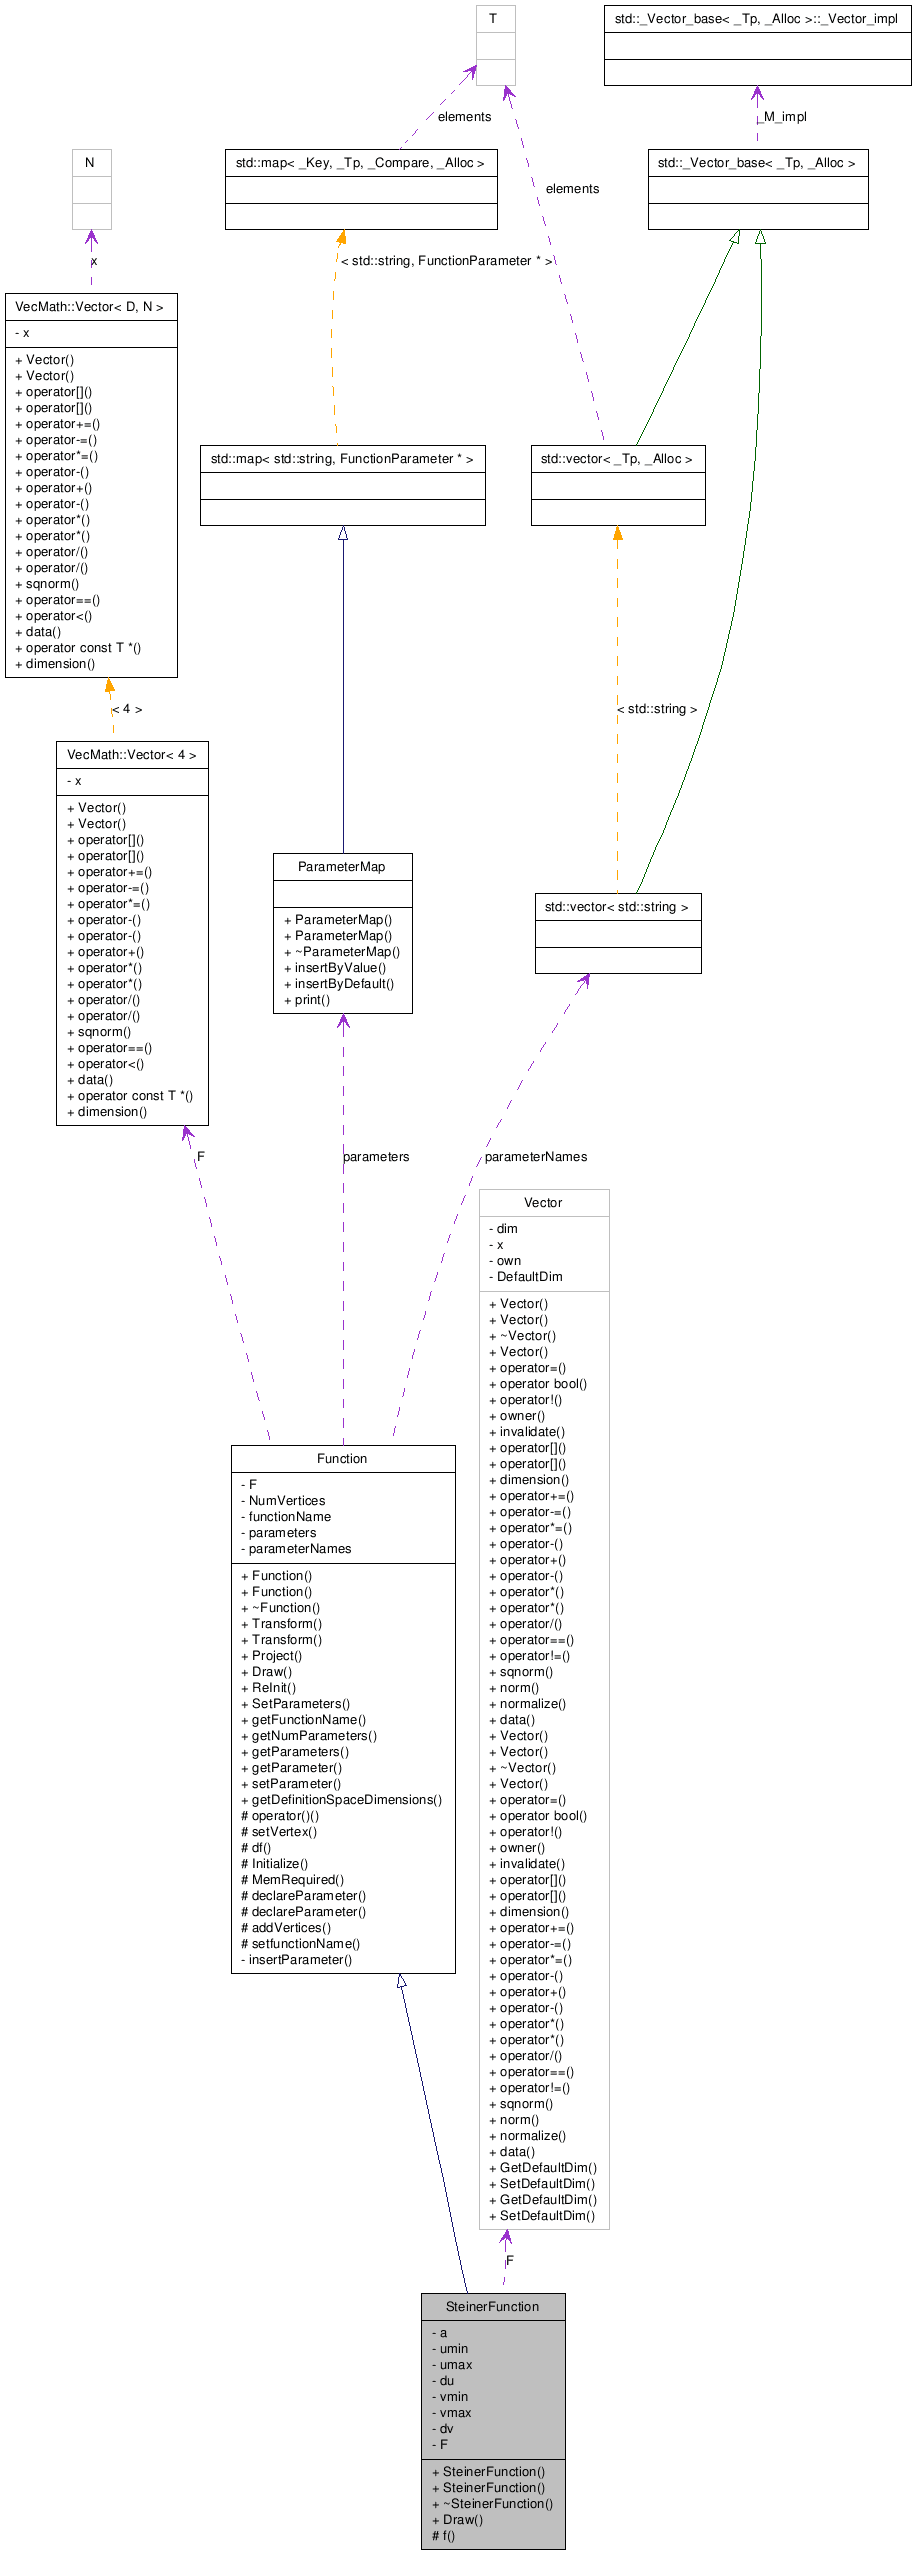 T
std::_Vector_base< _Tp, _Alloc >::_Vector_impl
elements
_M_impl
N
std::map< _Key, _Tp, _Compare, _Alloc >
std::_Vector_base< _Tp, _Alloc >
elements
x
< std::string, FunctionParameter * >
VecMath::Vector< D, N >
- x
+ Vector()
+ Vector()
+ operator[]()
+ operator[]()
+ operator+=()
+ operator-=()
+ operator*=()
+ operator-()
+ operator+()
+ operator-()
+ operator*()
+ operator*()
+ operator/()
+ operator/()
+ sqnorm()
+ operator==()
+ operator<()
+ data()
+ operator const T *()
+ dimension()
std::map< std::string, FunctionParameter * >
std::vector< _Tp, _Alloc >
< 4 >
< std::string >
VecMath::Vector< 4 >
- x
+ Vector()
+ Vector()
+ operator[]()
+ operator[]()
+ operator+=()
+ operator-=()
+ operator*=()
+ operator-()
+ operator-()
+ operator+()
+ operator*()
+ operator*()
+ operator/()
+ operator/()
+ sqnorm()
+ operator==()
+ operator<()
+ data()
+ operator const T *()
+ dimension()
ParameterMap
+ ParameterMap()
+ ParameterMap()
+ ~ParameterMap()
+ insertByValue()
+ insertByDefault()
+ print()
std::vector< std::string >
F
parameters
parameterNames
Vector
- dim
- x
- own
- DefaultDim
+ Vector()
+ Vector()
+ ~Vector()
+ Vector()
+ operator=()
+ operator bool()
+ operator!()
+ owner()
+ invalidate()
+ operator[]()
+ operator[]()
+ dimension()
+ operator+=()
+ operator-=()
+ operator*=()
+ operator-()
+ operator+()
+ operator-()
+ operator*()
+ operator*()
+ operator/()
+ operator==()
+ operator!=()
+ sqnorm()
+ norm()
+ normalize()
+ data()
+ Vector()
+ Vector()
+ ~Vector()
+ Vector()
+ operator=()
+ operator bool()
+ operator!()
+ owner()
+ invalidate()
+ operator[]()
+ operator[]()
+ dimension()
+ operator+=()
+ operator-=()
+ operator*=()
+ operator-()
+ operator+()
+ operator-()
+ operator*()
+ operator*()
+ operator/()
+ operator==()
+ operator!=()
+ sqnorm()
+ norm()
+ normalize()
+ data()
+ GetDefaultDim()
+ SetDefaultDim()
+ GetDefaultDim()
+ SetDefaultDim()
Function
- F
- NumVertices
- functionName
- parameters
- parameterNames
+ Function()
+ Function()
+ ~Function()
+ Transform()
+ Transform()
+ Project()
+ Draw()
+ ReInit()
+ SetParameters()
+ getFunctionName()
+ getNumParameters()
+ getParameters()
+ getParameter()
+ setParameter()
+ getDefinitionSpaceDimensions()
# operator()()
# setVertex()
# df()
# Initialize()
# MemRequired()
# declareParameter()
# declareParameter()
# addVertices()
# setfunctionName()
- insertParameter()
F
SteinerFunction
- a
- umin
- umax
- du
- vmin
- vmax
- dv
- F
+ SteinerFunction()
+ SteinerFunction()
+ ~SteinerFunction()
+ Draw()
# f()